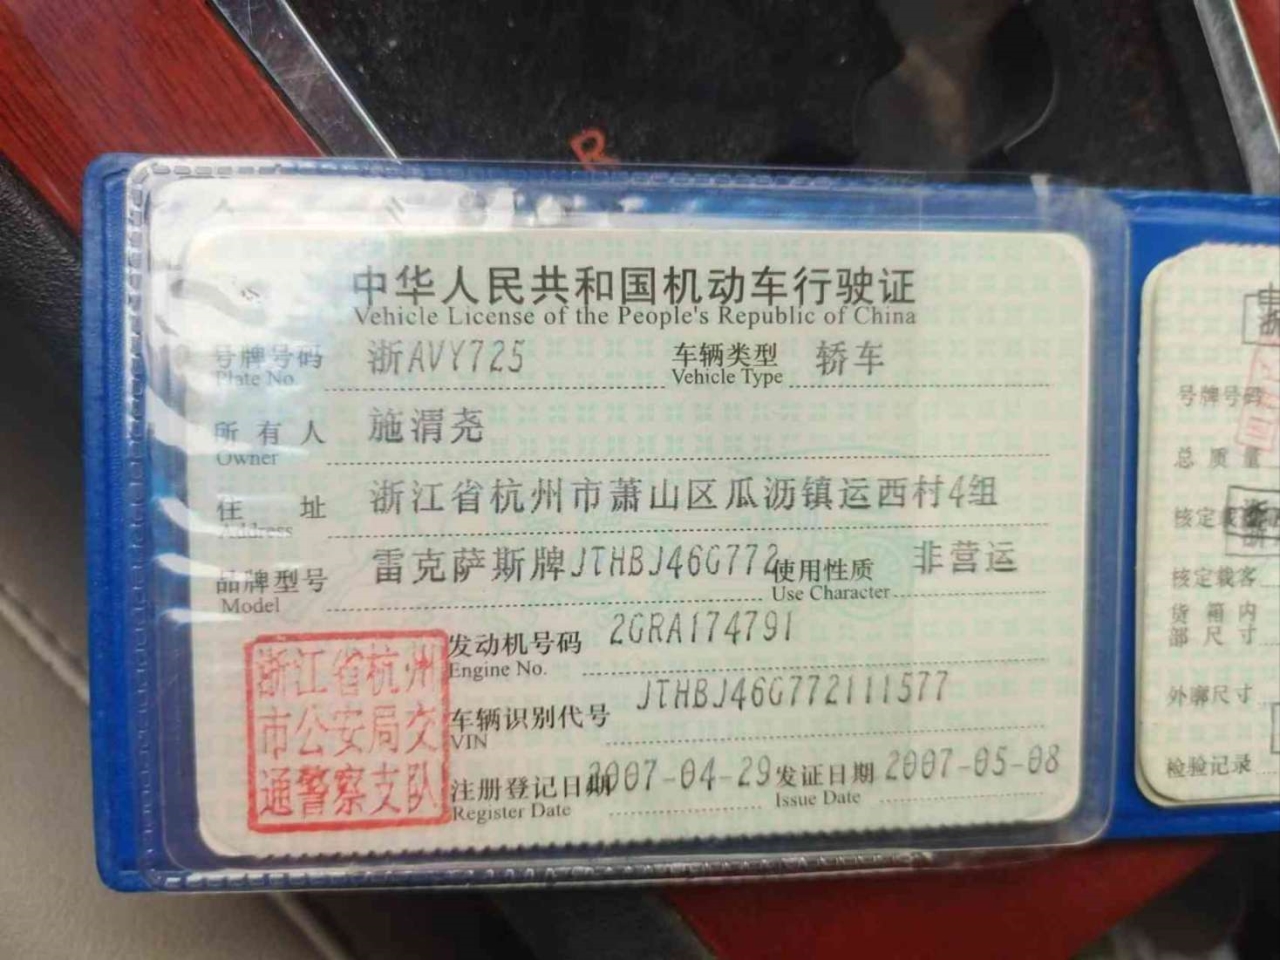 R
中华人民共和国机动车行驶证
Vehicle License of the People's Republic of China
号牌号码 浙AVY725 车辆类型 轿车
Plate No. Vehicle Type
所有人 施渭尧
Owner
住址 浙江省杭州市萧山区瓜沥镇运西村4组
Address
品牌型号 雷克萨斯牌JTHBJ46G772 使用性质 非营运
Model Use Character
发动机号码 2GRA174791
Engine No.
车辆识别代号 JTHBJ46G772111577
VIN
注册登记日期 2007-04-29 发证日期 2007-05-08
Register Date Issue Date
浙江省杭州
市公安局交
通警察支队
号牌号码
总质量
核定载
核定载客
货箱内
部尺寸
外廓尺寸
检验记录